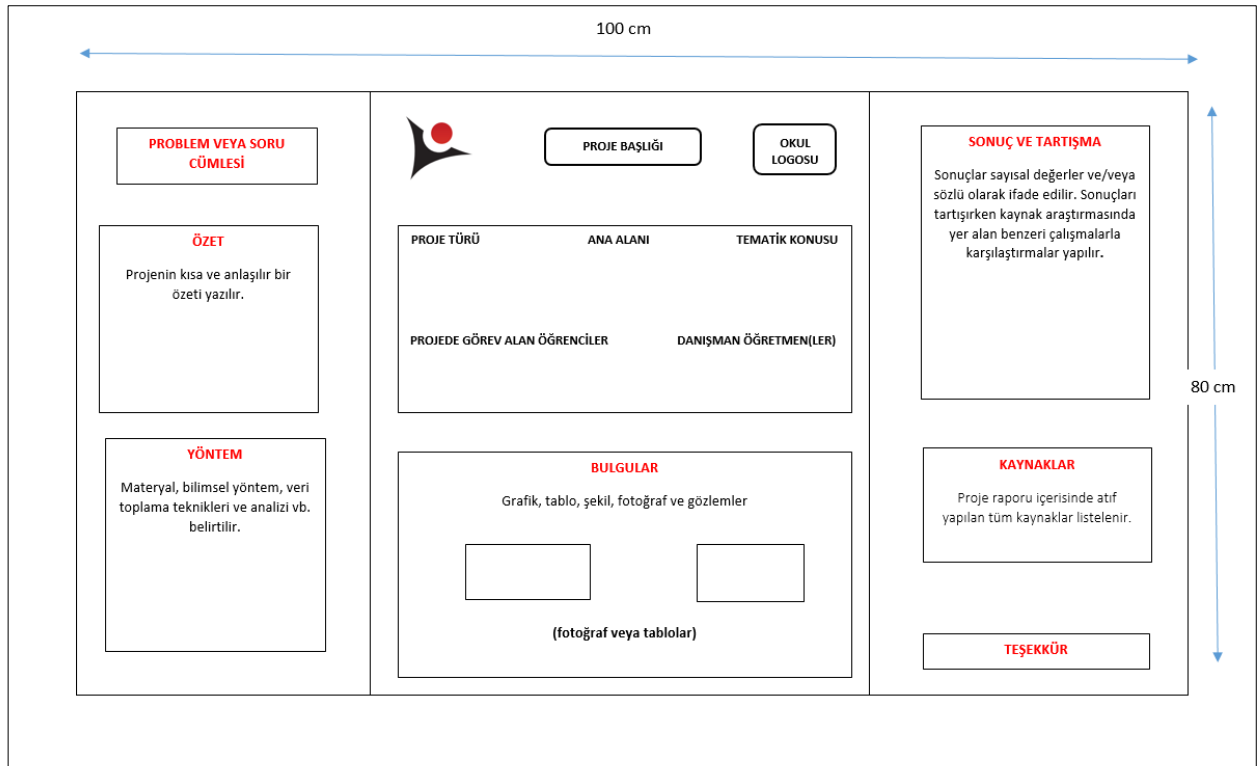 100 cm
PROBLEM VEYA SORU
CÜMLESİ
ÖZET
Projenin kısa ve anlaşılır bir
özeti yazılır.
YÖNTEM
Materyal, bilimsel yöntem, veri
toplama teknikleri ve analizi vb.
belirtilir.
PROJE BAŞLIĞI
OKUL
LOGOSU
PROJE TÜRÜ ANA ALANI TEMATİK KONUSU
PROJEDE GÖREV ALAN ÖĞRENCİLER DANIŞMAN ÖĞRETMEN(LER)
BULGULAR
Grafik, tablo, şekil, fotoğraf ve gözlemler
(fotoğraf veya tablolar)
SONUÇ VE TARTIŞMA
Sonuçlar sayısal değerler ve/veya
sözlü olarak ifade edilir. Sonuçları
tartışırken kaynak araştırmasında
yer alan benzeri çalışmalarla
karşılaştırmalar yapılır.
KAYNAKLAR
Proje raporu içerisinde atıf
yapılan tüm kaynaklar listelenir.
TEŞEKKÜR
80 cm